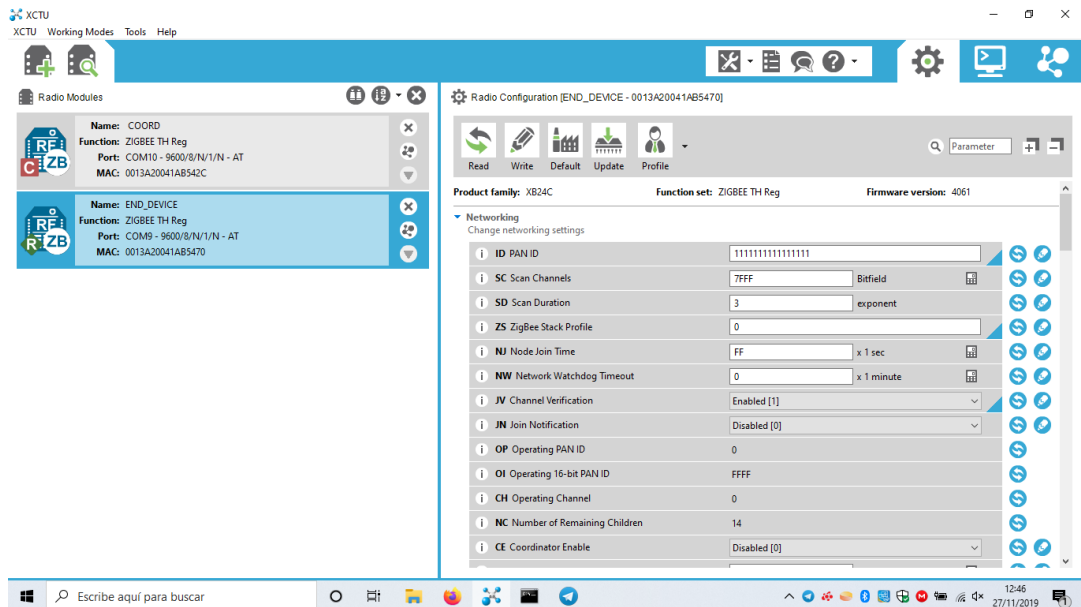 XCTU
XCTU Working Modes Tools Help
Radio Modules
Name: COORD
Function: ZIGBEE TH Reg
Port: COM10 - 9600/8/N/1/N - AT
MAC: 0013A20041AB542C
C ZB
Name: END_DEVICE
Function: ZIGBEE TH Reg
Port: COM9 - 9600/8/N/1/N - AT
MAC: 0013A20041AB5470
R ZB
Radio Configuration [END_DEVICE - 0013A20041AB5470]
Read Write Default Update Profile
Parameter
Product family: XB24C Function set: ZIGBEE TH Reg Firmware version: 4061
Networking
Change networking settings
i ID PAN ID 1111111111111111
i SC Scan Channels 7FFF Bitfield
i SD Scan Duration 3 exponent
i ZS ZigBee Stack Profile 0
i NJ Node Join Time FF x 1 sec
i NW Network Watchdog Timeout 0 x 1 minute
i JV Channel Verification Enabled [1]
i JN Join Notification Disabled [0]
i OP Operating PAN ID 0
i OI Operating 16-bit PAN ID FFFF
i CH Operating Channel 0
i NC Number of Remaining Children 14
i CE Coordinator Enable Disabled [0]
Escribe aquí para buscar
12:46
27/11/2019